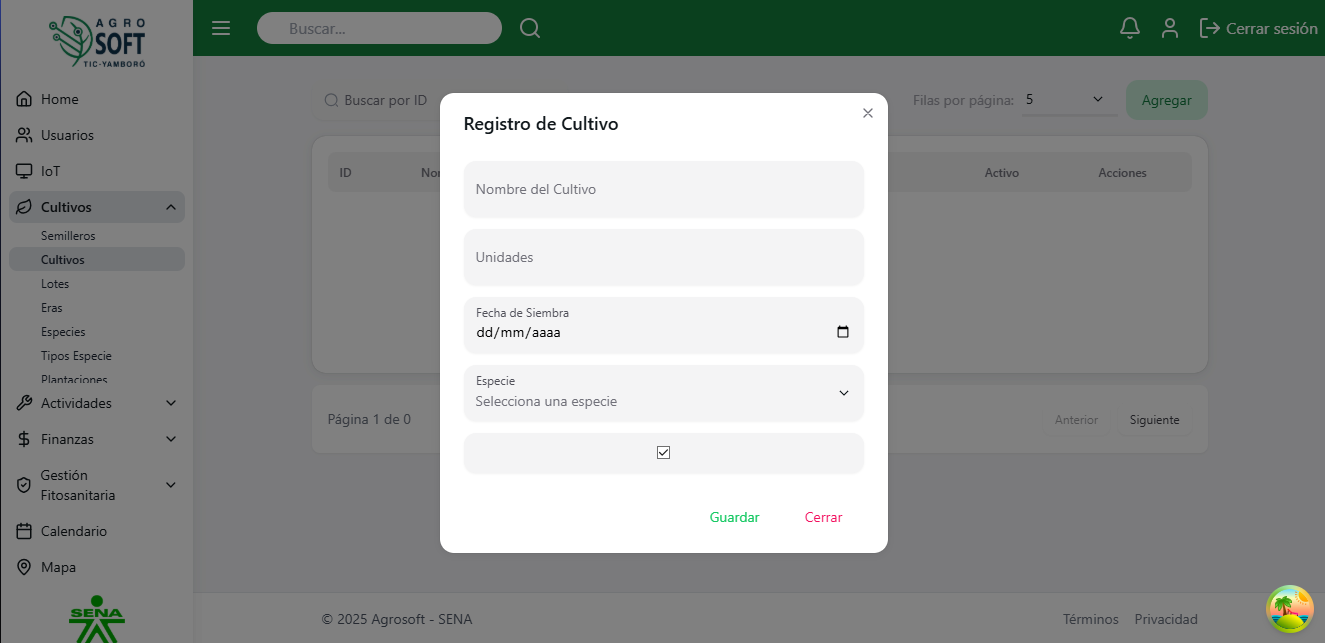 AGRO
SOFT
TIC-YAMBORÓ
Buscar...
Cerrar sesión
Home
Usuarios
IoT
Cultivos
Semilleros
Cultivos
Lotes
Eras
Especies
Tipos Especie
Plantaciones
Actividades
Finanzas
Gestión
Fitosanitaria
Calendario
Mapa
SENA
Buscar por ID
Filas por página: 5
Agregar
ID
Activo
Acciones
Registro de Cultivo
Nombre del Cultivo
Unidades
Fecha de Siembra
dd/mm/aaaa
Especie
Selecciona una especie
Guardar
Cerrar
Página 1 de 0
Anterior
Siguiente
© 2025 Agrosoft - SENA
Términos
Privacidad